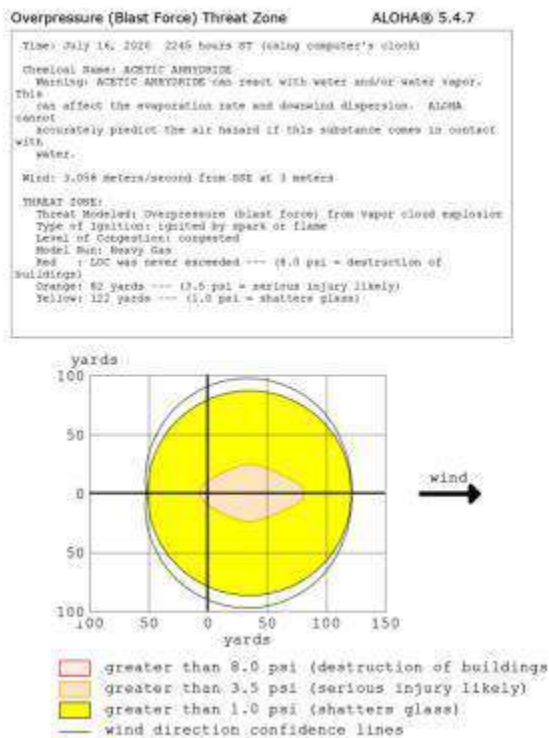 Overpressure (Blast Force) Threat Zone ALOHA® 5.4.7
Time: July 16, 2020 2245 hours ST (using computer's clock)
Chemical Name: ACETIC ANHYDRIDE
Warning: ACETIC ANHYDRIDE can react with water and/or water vapor.
This
can affect the evaporation rate and downwind dispersion. ALOHA
cannot
accurately predict the air hazard if this substance comes in contact
with
water.
Wind: 3.058 meters/second from SSE at 3 meters
THREAT ZONE:
Threat Modeled: Overpressure (blast force) from vapor cloud explosion
Type of Ignition: ignited by spark or flame
Level of Congestion: congested
Model Run: Heavy Gas
Red : LOC was never exceeded --- (8.0 psi = destruction of
buildings)
Orange: 82 yards --- (3.5 psi = serious injury likely)
Yellow: 122 yards --- (1.0 psi = shatters glass)
yards
100
50
0
50
100
100 50 0 50 100 150
yards
wind
greater than 8.0 psi (destruction of buildings
greater than 3.5 psi (serious injury likely)
greater than 1.0 psi (shatters glass)
wind direction confidence lines